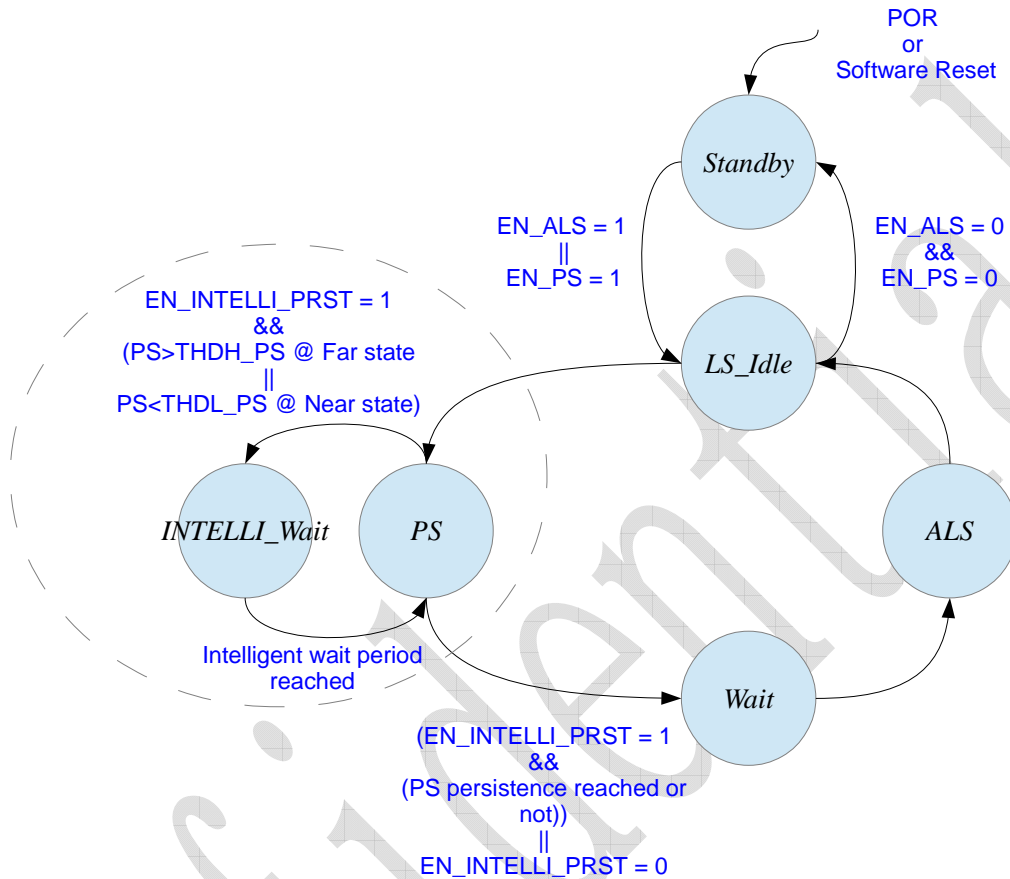 POR
or
Software Reset
Standby
EN_ALS = 1
||
EN_PS = 1
EN_ALS = 0
&&
EN_PS = 0
EN_INTELLI_PRST = 1
&&
(PS>THDH_PS @ Far state
||
PS<THDL_PS @ Near state)
LS_Idle
INTELLI_Wait
PS
ALS
Intelligent wait period
reached
Wait
(EN_INTELLI_PRST = 1
&&
(PS persistence reached or
not))
||
EN_INTELLI_PRST = 0